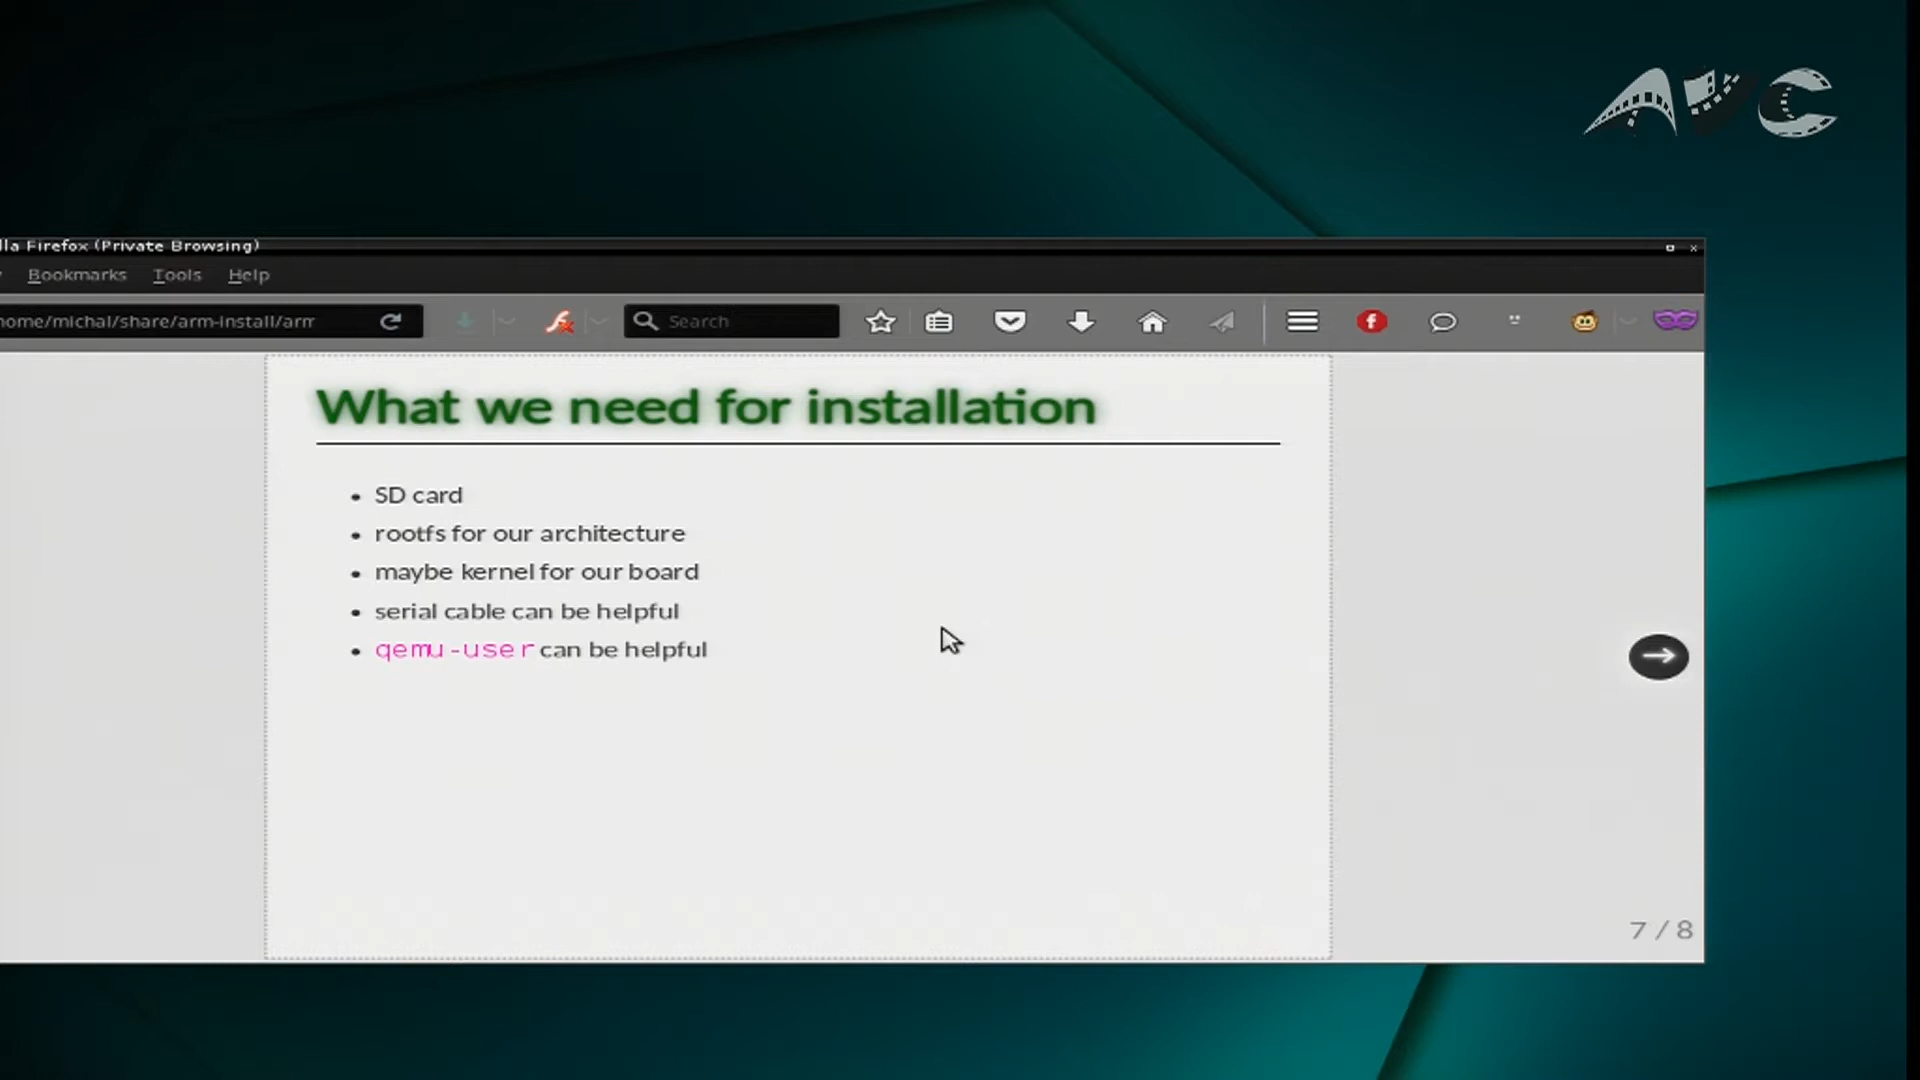 AVC
lla Firefox (Private Browsing)
Bookmarks Tools Help
home/michal/share/arm-install/arm
Search
What we need for installation
• SD card
• rootfs for our architecture
• maybe kernel for our board
• serial cable can be helpful
• qemu-user can be helpful
7 / 8